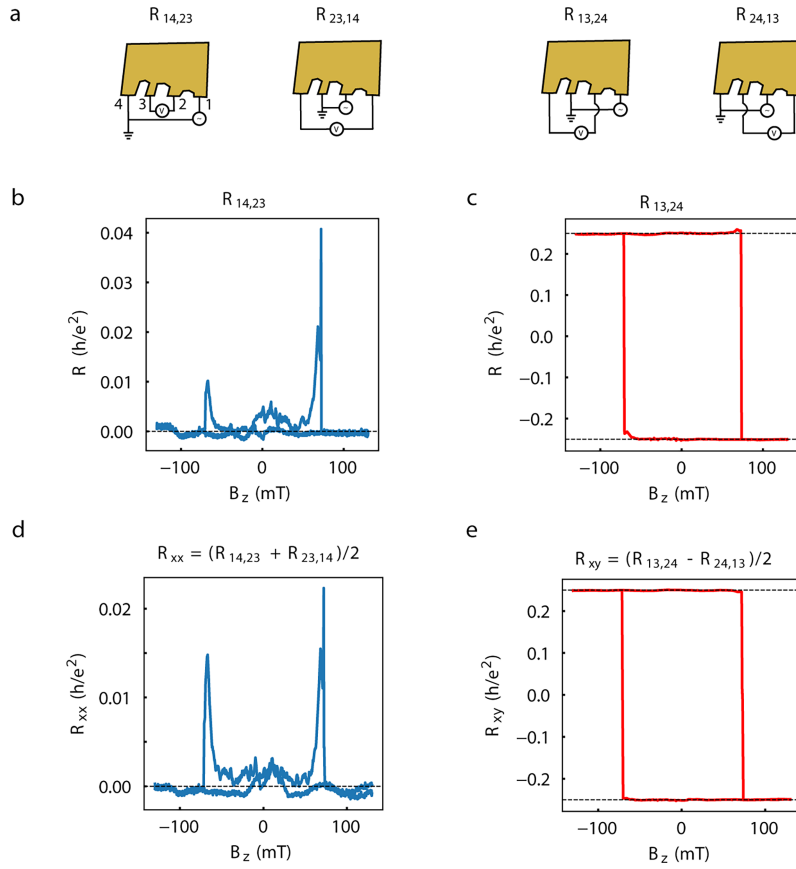 a
R 14,23
R 23,14
R 13,24
R 24,13
4 3 2 1
V
~
~
V
~
V
~
V
b
R 14,23
0.04
0.03
0.02
0.01
0.00
R (h/e²)
−100 0 100
B z (mT)
c
R 13,24
0.2
0.1
0.0
−0.1
−0.2
R (h/e²)
−100 0 100
B z (mT)
d
R xx = (R 14,23 + R 23,14)/2
0.02
0.01
0.00
R xx (h/e²)
−100 0 100
B z (mT)
e
R xy = (R 13,24 - R 24,13)/2
0.2
0.1
0.0
−0.1
−0.2
R xy (h/e²)
−100 0 100
B z (mT)